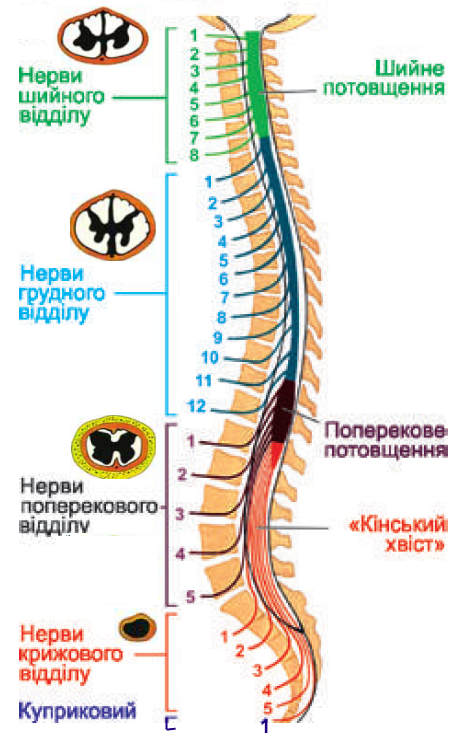 Нерви
шийного
відділу
1
2
3
4
5
6
7
8
Шийне
потовщення
Нерви
грудного
відділу
1
2
3
4
5
6
7
8
9
10
11
12
Поперекове
потовщення
Нерви
поперекового
відділу
1
2
3
4
5
«Кінський
хвіст»
Нерви
крижового
відділу
1
2
3
4
5
Куприковий
1